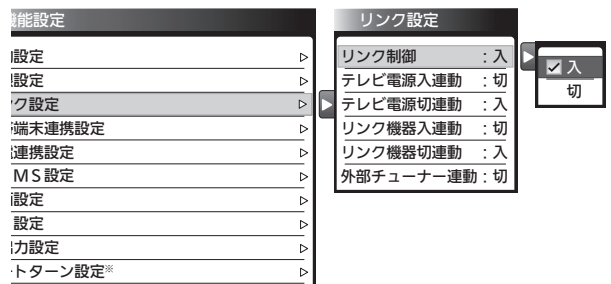 能設定
設定
設定
ク設定
端末連携設定
連携設定
MS設定
設定
設定
力設定
トターン設定※
リンク設定
リンク制御 :入
テレビ電源入連動 :切
テレビ電源切連動 :入
リンク機器入連動 :切
リンク機器切連動 :入
外部チューナー連動:切
入
切